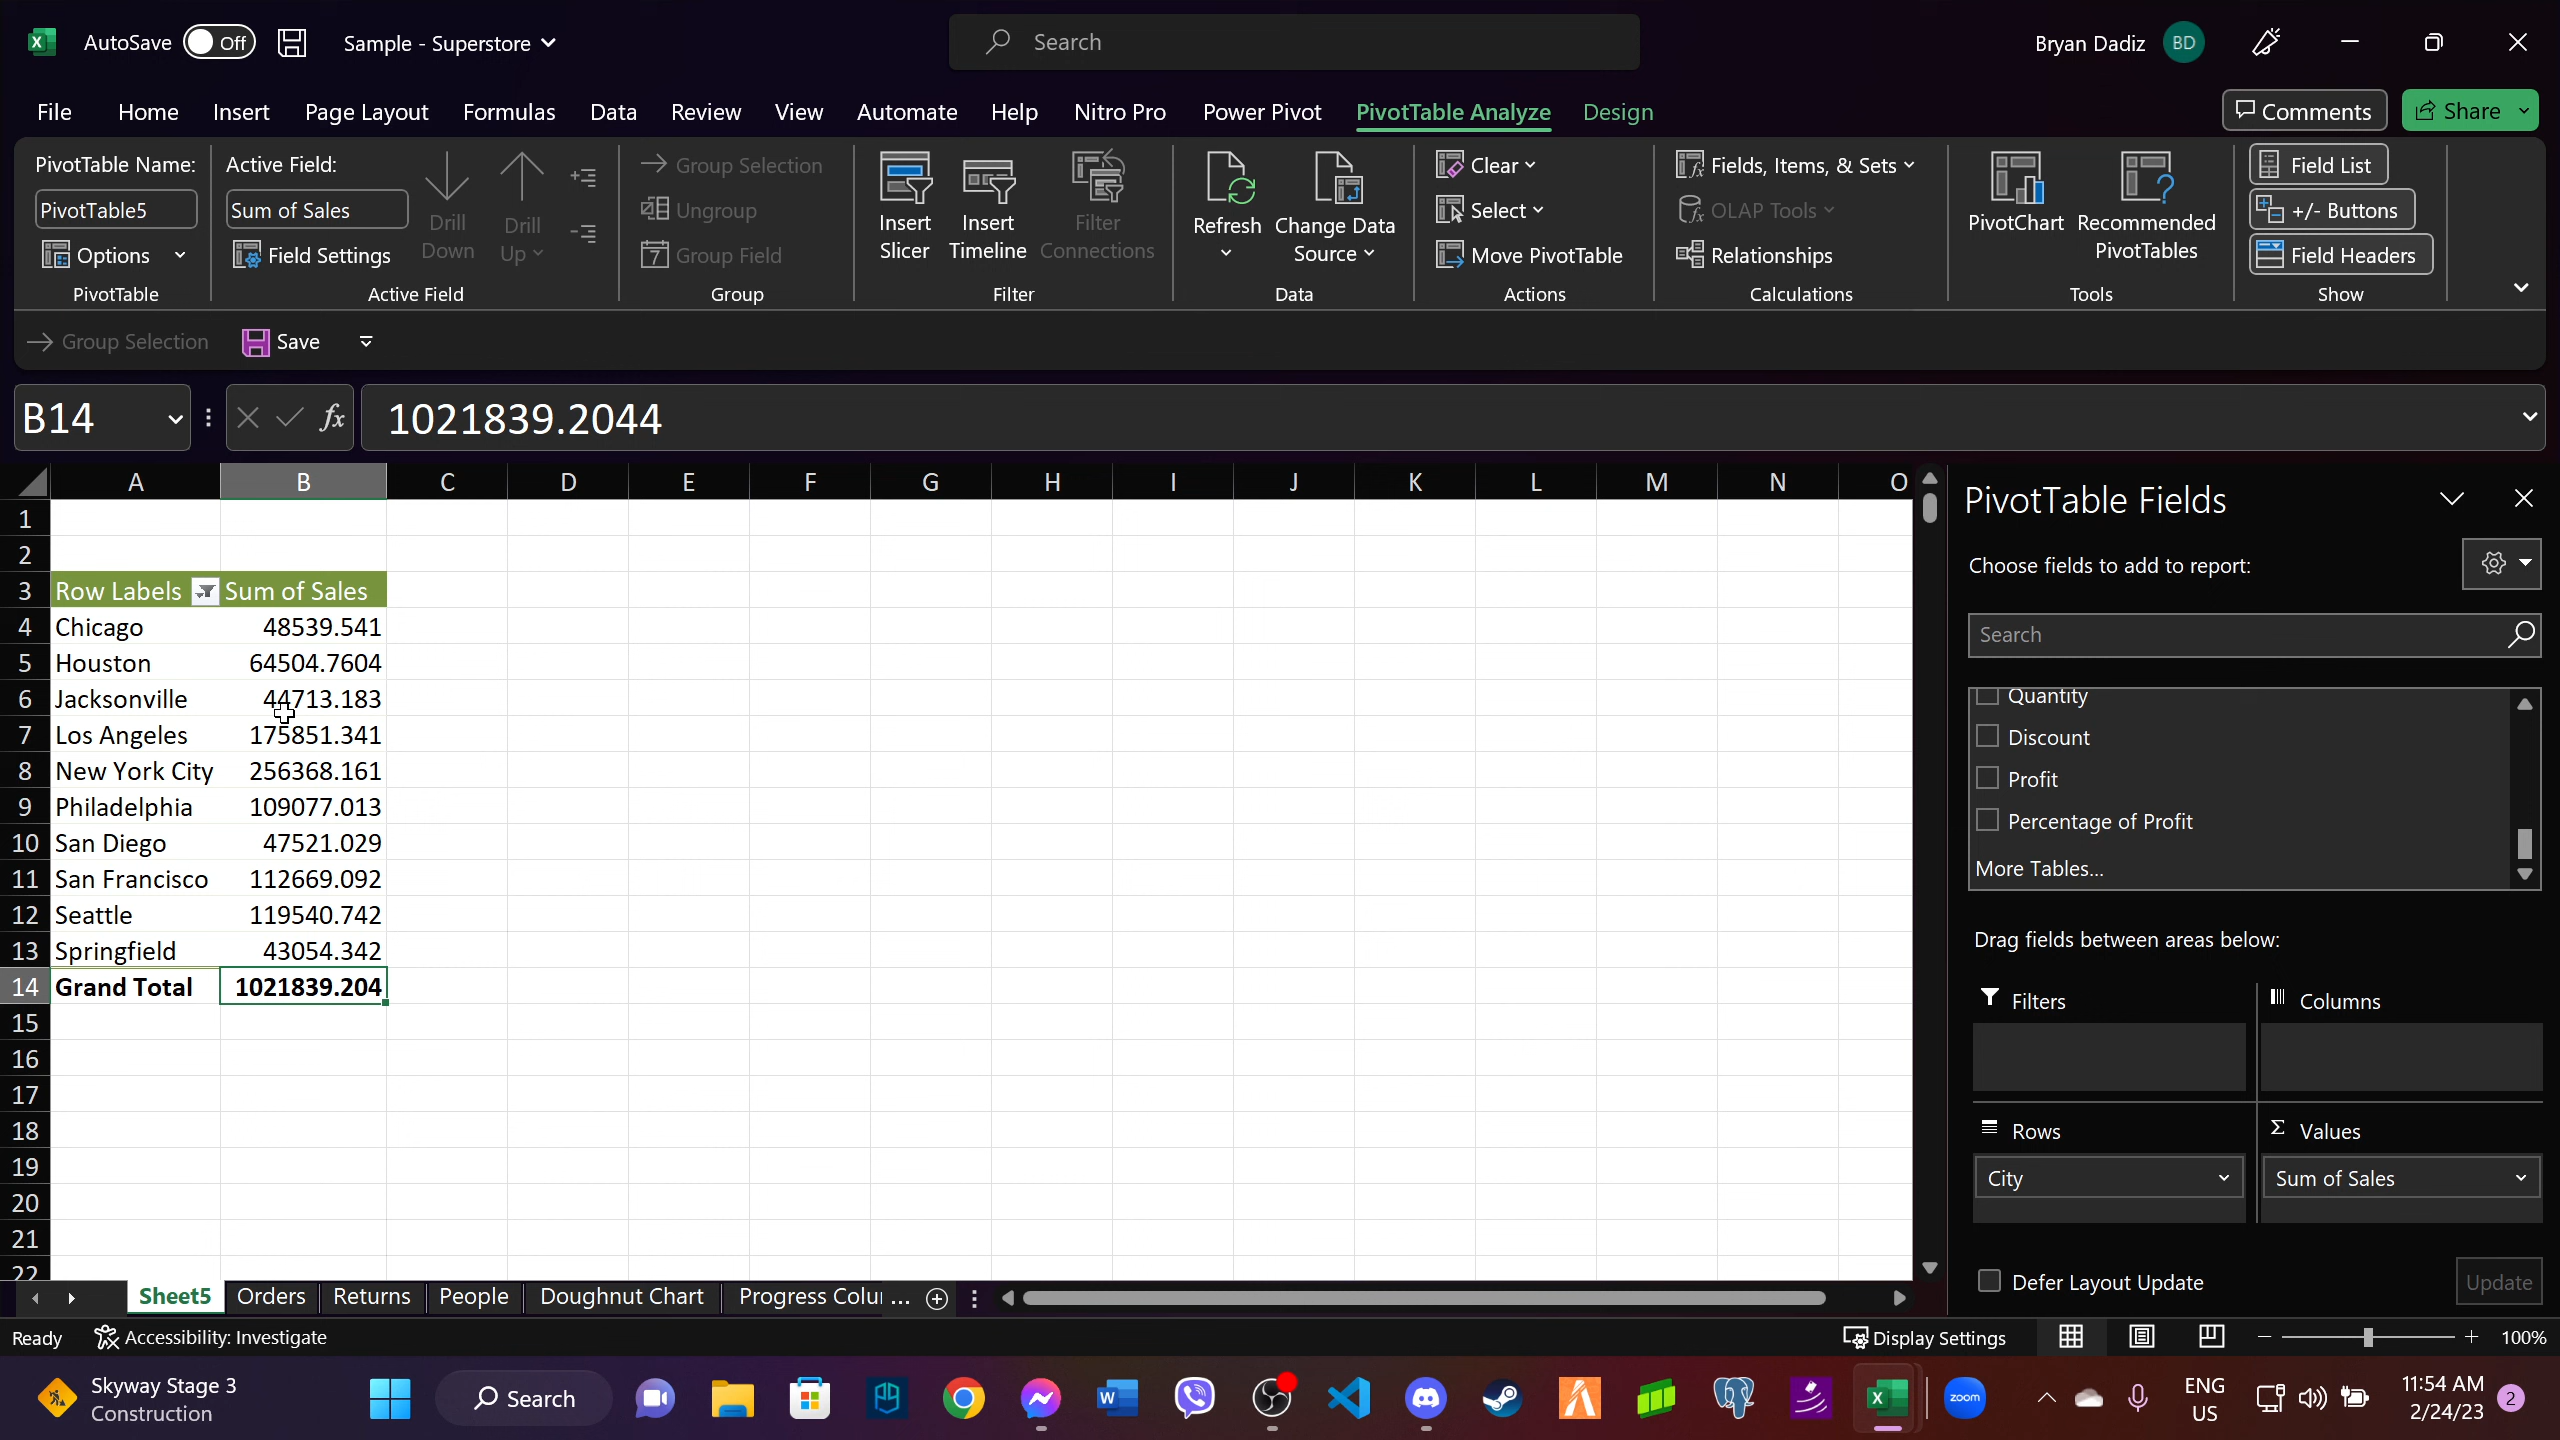 AutoSave Off Sample - Superstore
Search
Bryan Dadiz BD
File Home Insert Page Layout Formulas Data Review View Automate Help Nitro Pro Power Pivot PivotTable Analyze Design
Comments Share
PivotTable Name:
PivotTable5
Options
PivotTable
Active Field:
Sum of Sales
Field Settings
Drill
Down
Drill
Up
Active Field
Group Selection
Ungroup
7 Group Field
Group
Insert
Slicer
Insert
Timeline
Filter
Connections
Filter
Refresh
Change Data
Source
Data
Clear
Select
Move PivotTable
Actions
Fields, Items, & Sets
OLAP Tools
Relationships
Calculations
PivotChart
Recommended
PivotTables
Tools
Field List
+/- Buttons
Field Headers
Show
Group Selection Save
B14 fx 1021839.2044
A B C D E F G H I J K L M N O
1
2
3 Row Labels Sum of Sales
4 Chicago 48539.541
5 Houston 64504.7604
6 Jacksonville 44713.183
7 Los Angeles 175851.341
8 New York City 256368.161
9 Philadelphia 109077.013
10 San Diego 47521.029
11 San Francisco 112669.092
12 Seattle 119540.742
13 Springfield 43054.342
14 Grand Total 1021839.204
15
16
17
18
19
20
21
22
PivotTable Fields
Choose fields to add to report:
Search
Quantity
Discount
Profit
Percentage of Profit
More Tables...
Drag fields between areas below:
Filters
Columns
Rows
Σ Values
City
Sum of Sales
Defer Layout Update
Update
Sheet5 Orders Returns People Doughnut Chart Progress Colu ...
Ready Accessibility: Investigate
Display Settings
100%
Skyway Stage 3
Construction
Search
zoom
ENG
US
11:54 AM
2/24/23
2